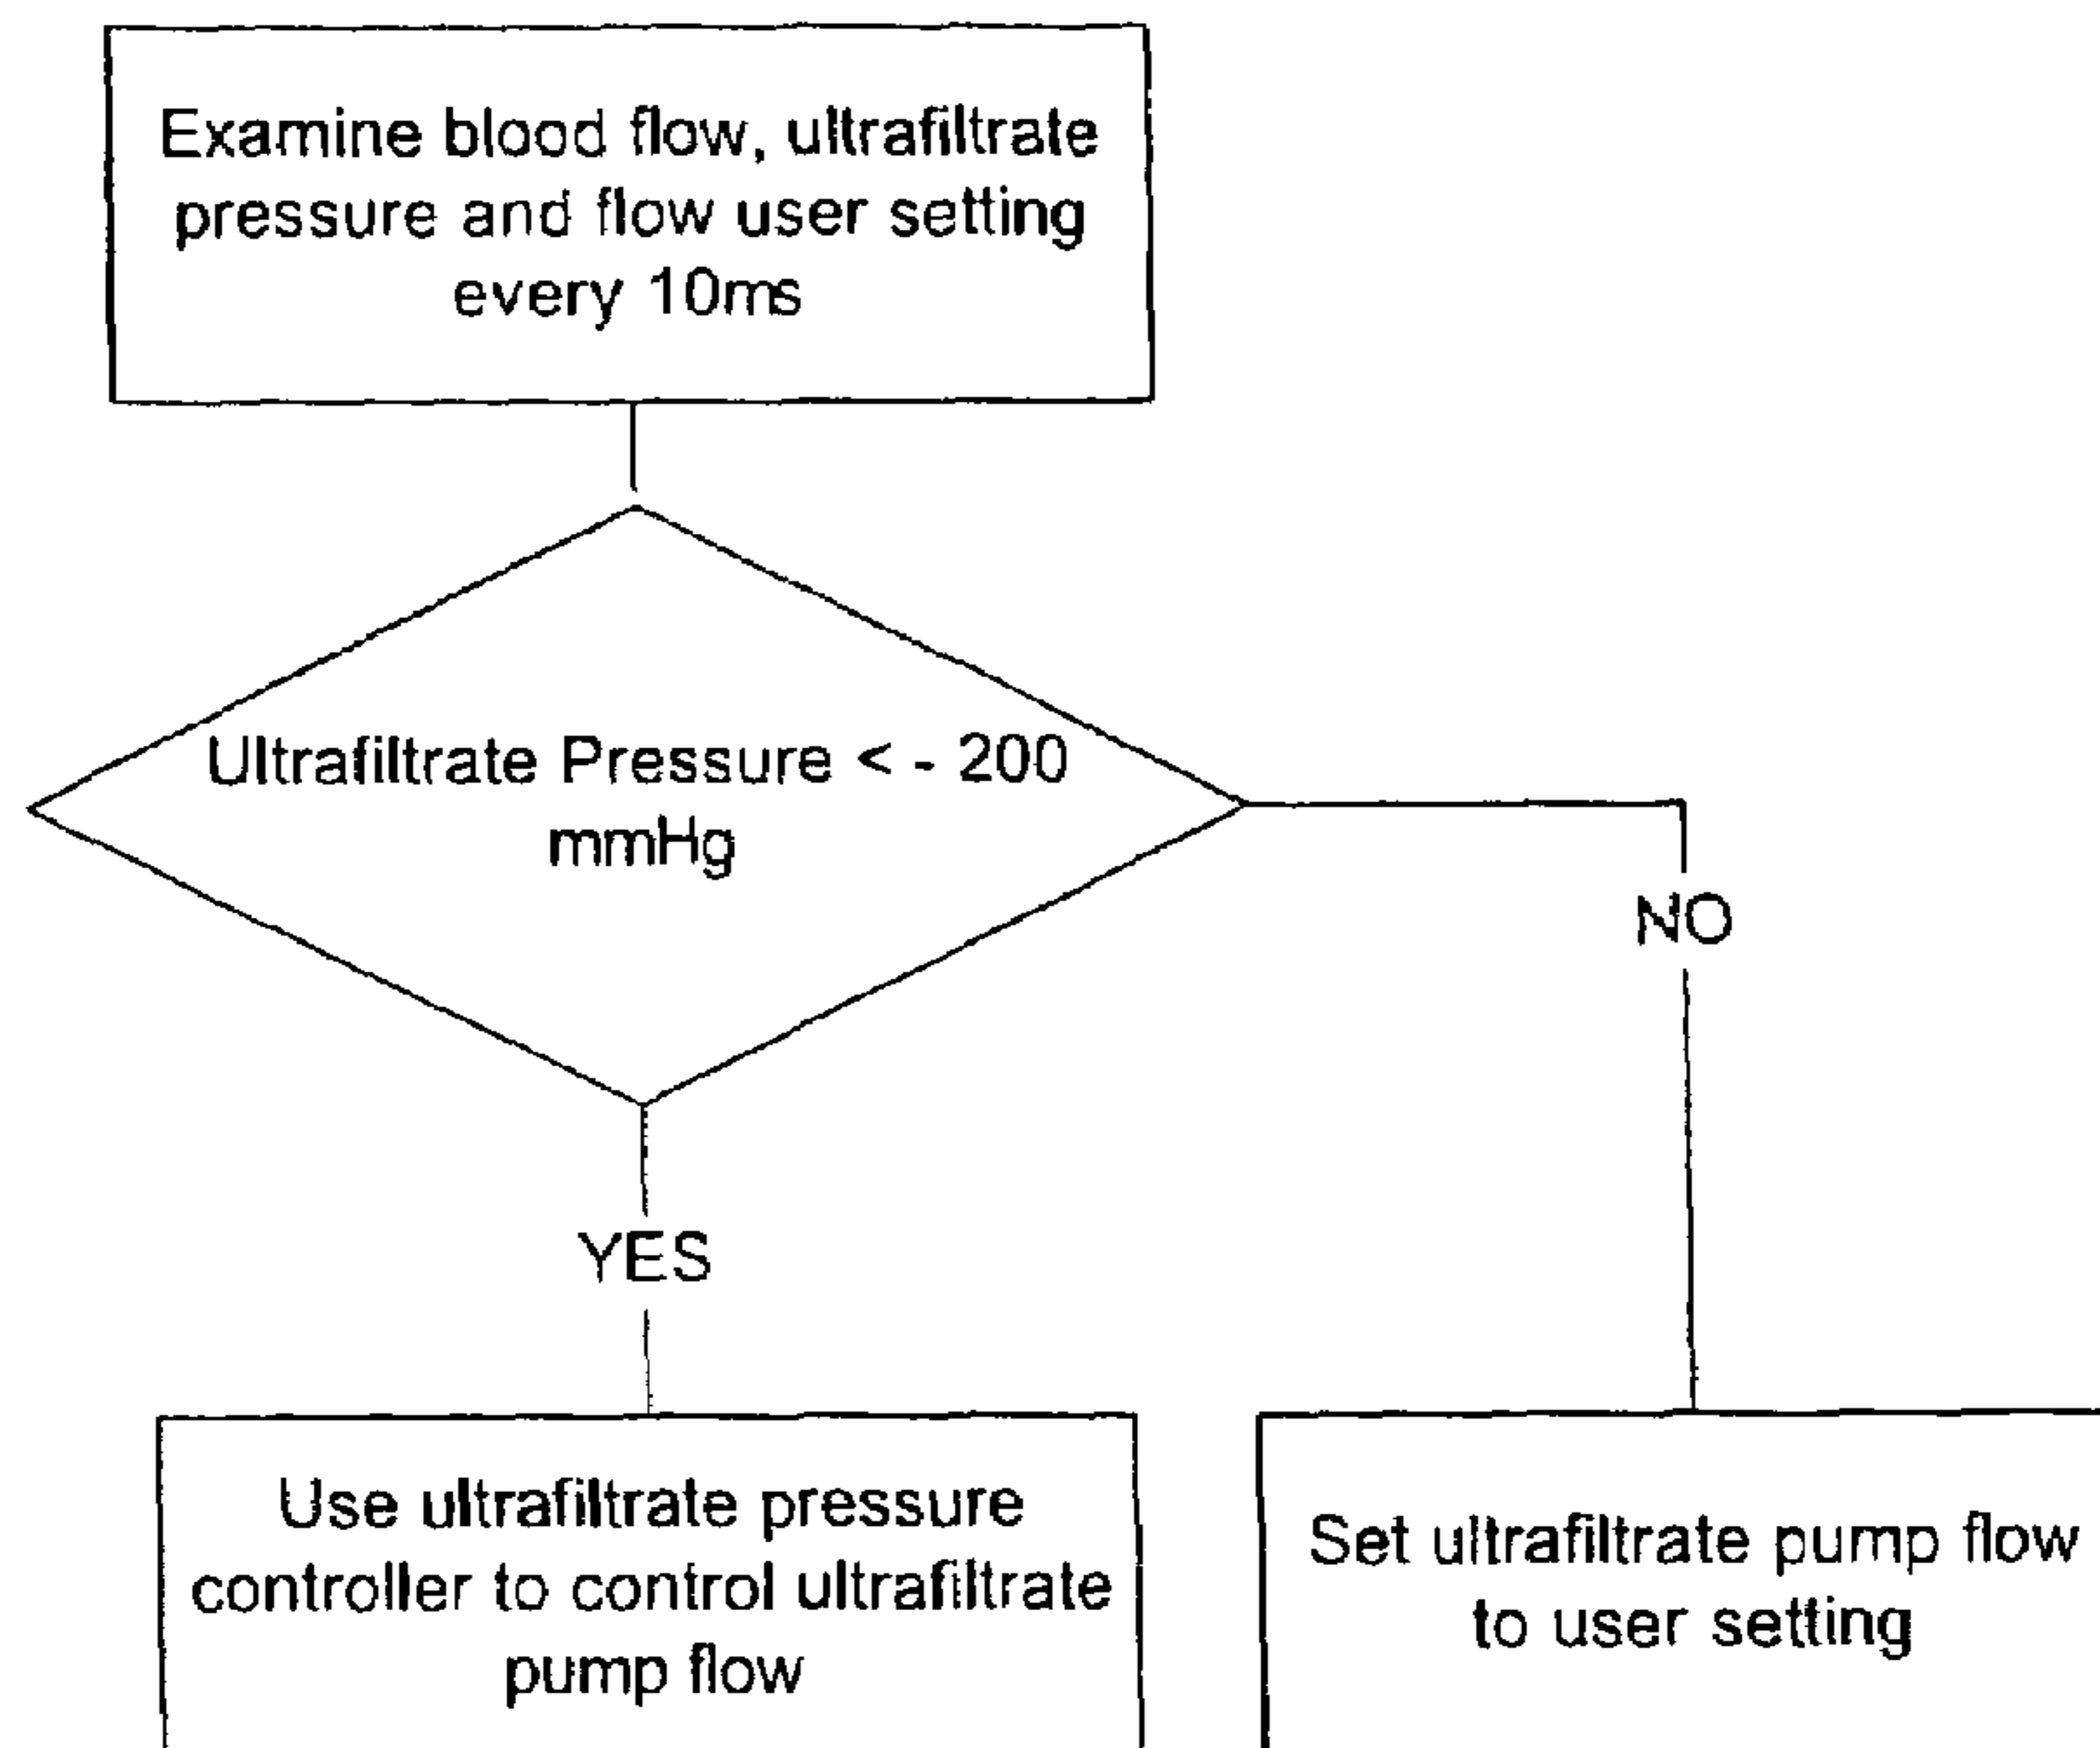 Examine blood flow, ultrafiltrate
pressure and flow user setting
every 10ms
Ultrafiltrate Pressure < - 200
mmHg
NO
YES
Use ultrafiltrate pressure
controller to control ultrafiltrate
pump flow
Set ultrafiltrate pump flow
to user setting